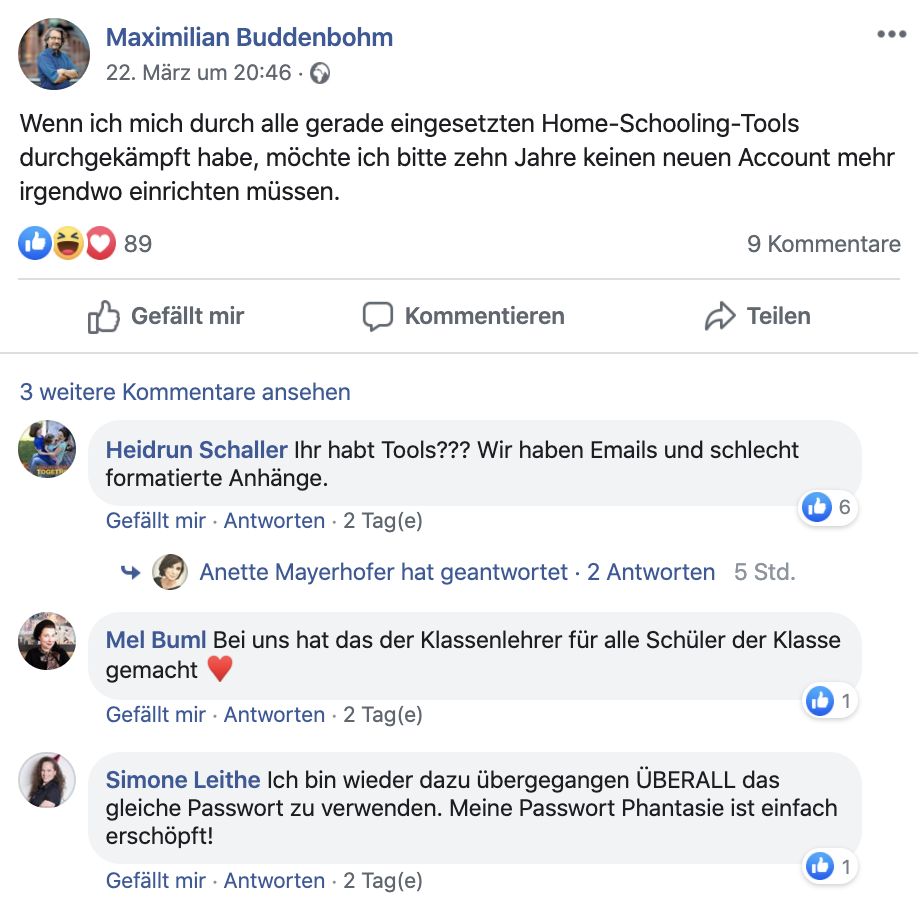 Maximilian Buddenbohm
22. März um 20:46 ·
Wenn ich mich durch alle gerade eingesetzten Home-Schooling-Tools
durchgekämpft habe, möchte ich bitte zehn Jahre keinen neuen Account mehr
irgendwo einrichten müssen.
89 9 Kommentare
Gefällt mir Kommentieren Teilen
3 weitere Kommentare ansehen
Heidrun Schaller Ihr habt Tools??? Wir haben Emails und schlecht
formatierte Anhänge.
6
Gefällt mir · Antworten · 2 Tag(e)
Anette Mayerhofer hat geantwortet · 2 Antworten 5 Std.
Mel Buml Bei uns hat das der Klassenlehrer für alle Schüler der Klasse
gemacht ♥️
1
Gefällt mir · Antworten · 2 Tag(e)
Simone Leithe Ich bin wieder dazu übergegangen ÜBERALL das
gleiche Passwort zu verwenden. Meine Passwort Phantasie ist einfach
erschöpft!
1
Gefällt mir · Antworten · 2 Tag(e)